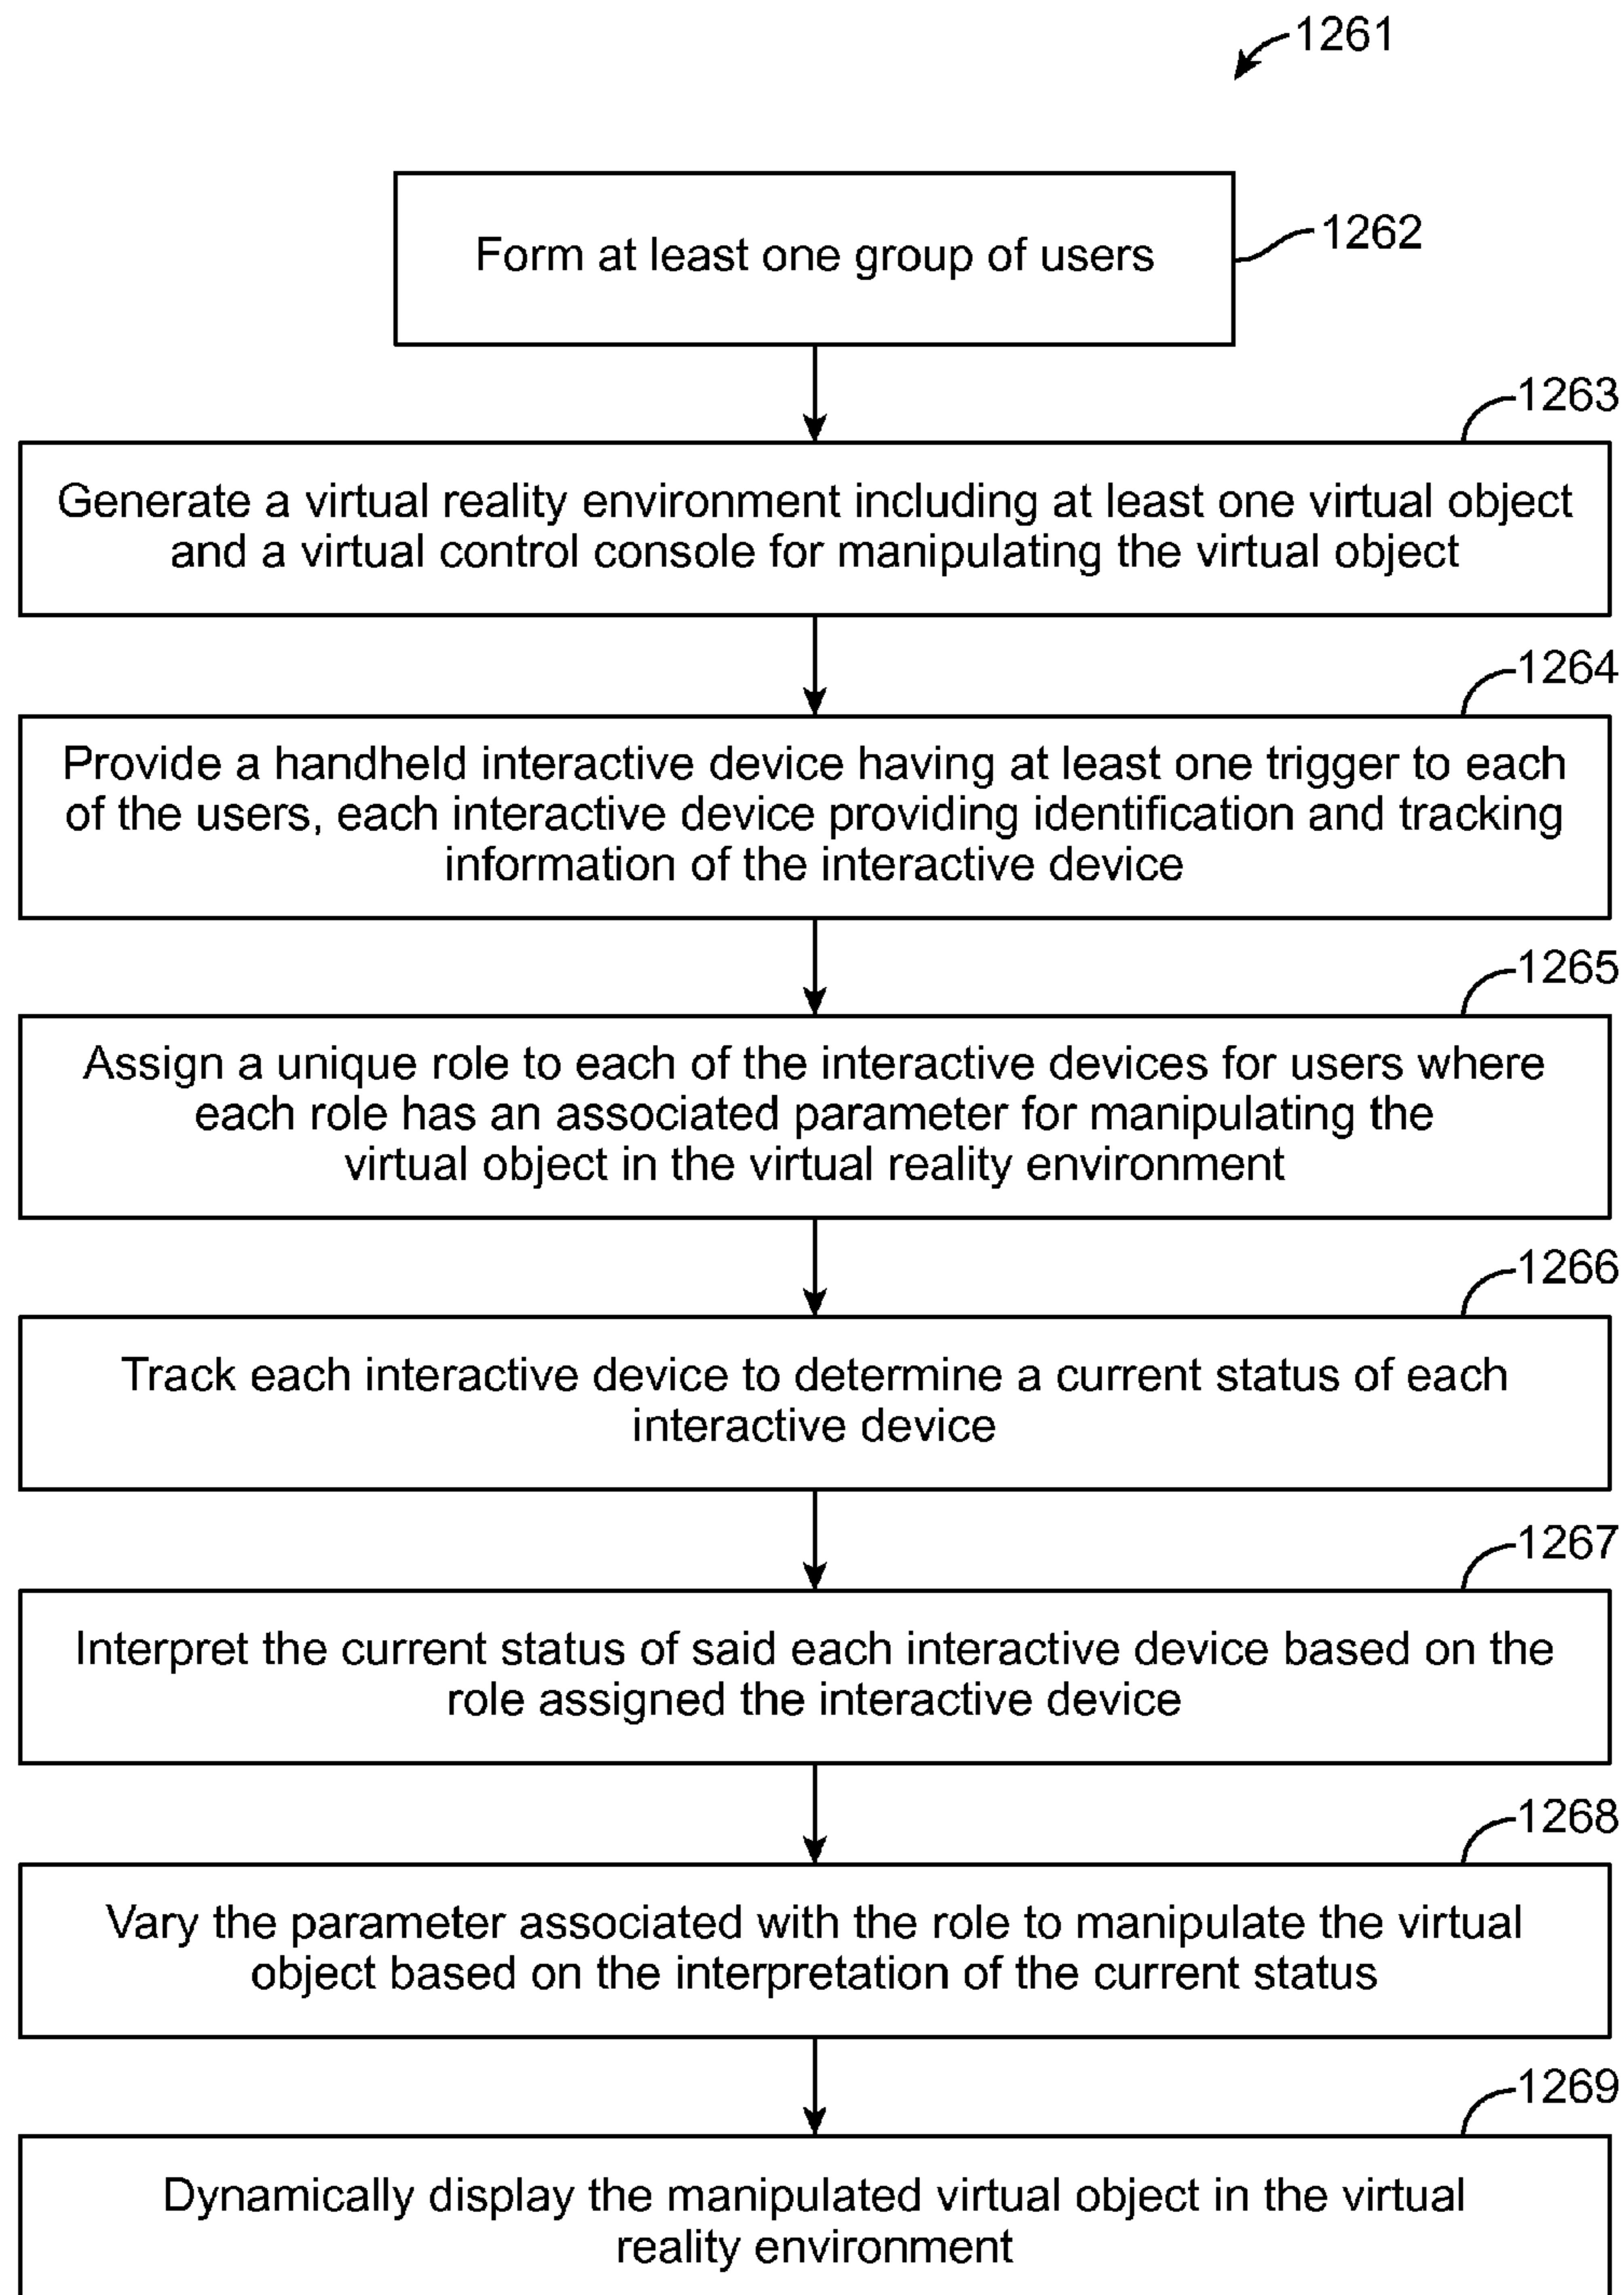 1261
Form at least one group of users
1262
1263
Generate a virtual reality environment including at least one virtual object
and a virtual control console for manipulating the virtual object
1264
Provide a handheld interactive device having at least one trigger to each
of the users, each interactive device providing identification and tracking
information of the interactive device
1265
Assign a unique role to each of the interactive devices for users where
each role has an associated parameter for manipulating the
virtual object in the virtual reality environment
1266
Track each interactive device to determine a current status of each
interactive device
1267
Interpret the current status of said each interactive device based on the
role assigned the interactive device
1268
Vary the parameter associated with the role to manipulate the virtual
object based on the interpretation of the current status
1269
Dynamically display the manipulated virtual object in the virtual
reality environment